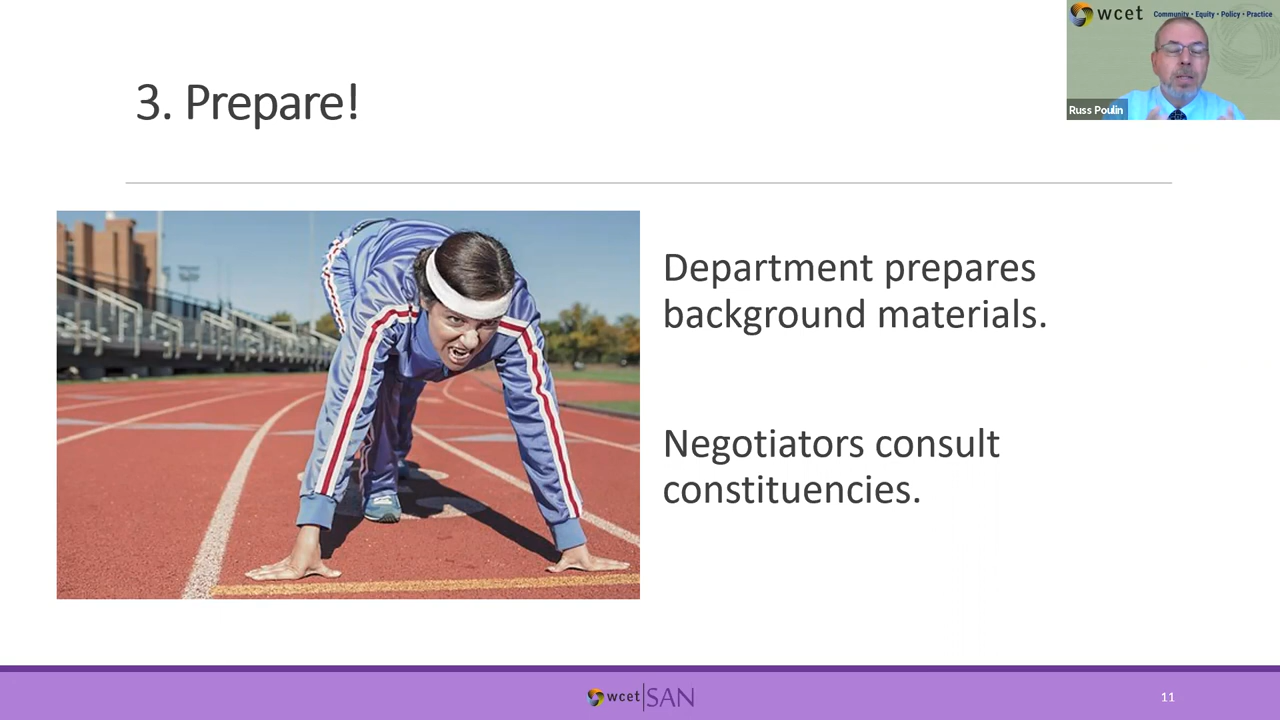 wcet Community • Equity • Policy • Practice
3. Prepare!
Russ Poulin
Department prepares
background materials.
Negotiators consult
constituencies.
wcet|SAN
11